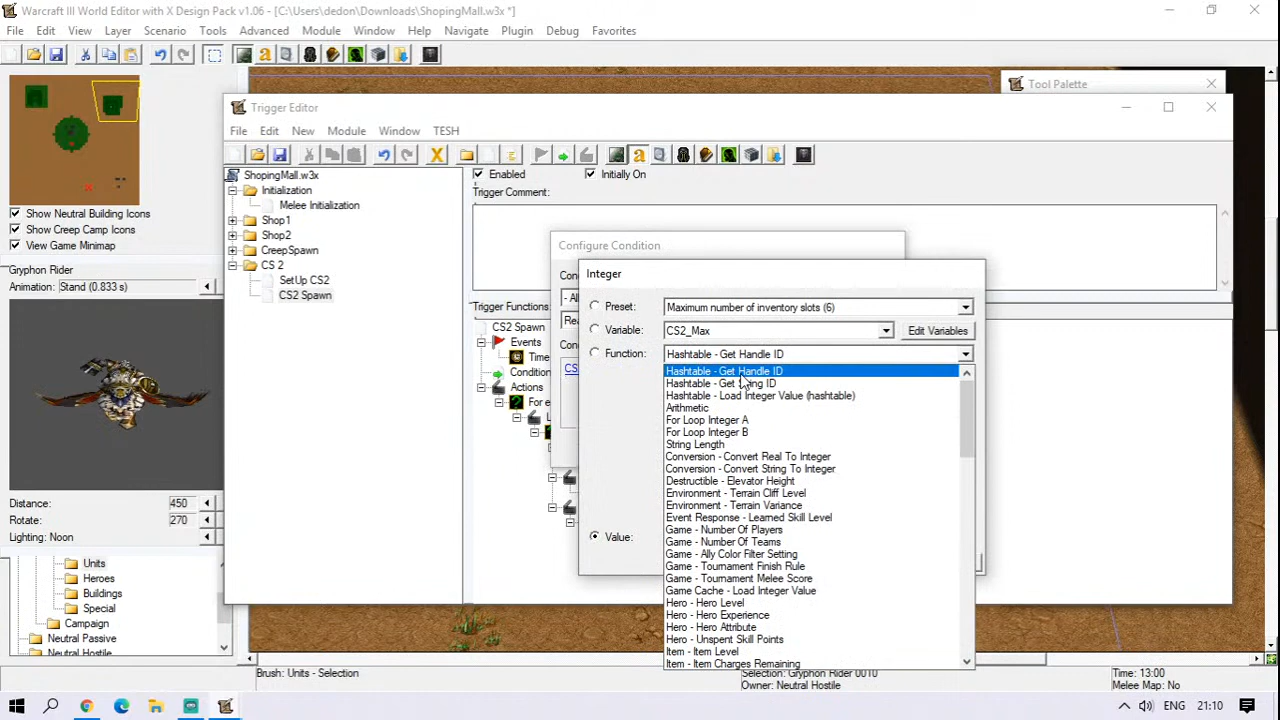 Warcraft III World Editor with X Design Pack v1.06 - [C:\Users\dedon\Downloads\ShopingMall.w3x *]
File Edit View Layer Scenario Tools Advanced Module Window Help Navigate Plugin Debug Favorites
Tool Palette
Trigger Editor
File Edit New Module Window TESH
ShopingMall.w3x
Initialization
Melee Initialization
Shop1
Shop2
CreepSpawn
CS 2
SetUp CS2
CS2 Spawn
Enabled
Initially On
Trigger Comment:
Show Neutral Building Icons
Show Creep Camp Icons
View Game Minimap
Gryphon Rider
Animation: Stand (0.833 s)
Distance: 450
Rotate: 270
Lighting: Noon
Units
Heroes
Buildings
Special
Campaign
Neutral Passive
Neutral Hostile
Trigger Functions:
CS2 Spawn
Events
Time
Condition
Actions
For e
Configure Condition
Integer
Preset: Maximum number of inventory slots (6)
Variable: CS2_Max Edit Variables
Function: Hashtable - Get Handle ID
Value:
Hashtable - Get Handle ID
Hashtable - Get String ID
Hashtable - Load Integer Value (hashtable)
Arithmetic
For Loop Integer A
For Loop Integer B
String Length
Conversion - Convert Real To Integer
Conversion - Convert String To Integer
Destructible - Elevator Height
Environment - Terrain Cliff Level
Environment - Terrain Variance
Event Response - Learned Skill Level
Game - Number Of Players
Game - Number Of Teams
Game - Ally Color Filter Setting
Game - Tournament Finish Rule
Game - Tournament Melee Score
Game Cache - Load Integer Value
Hero - Hero Level
Hero - Hero Experience
Hero - Hero Attribute
Hero - Unspent Skill Points
Item - Item Level
Item - Item Charges Remaining
Brush: Units - Selection
Selection: Gryphon Rider 0010
Owner: Neutral Hostile
Time: 13:00
Melee Map: No
ENG 21:10